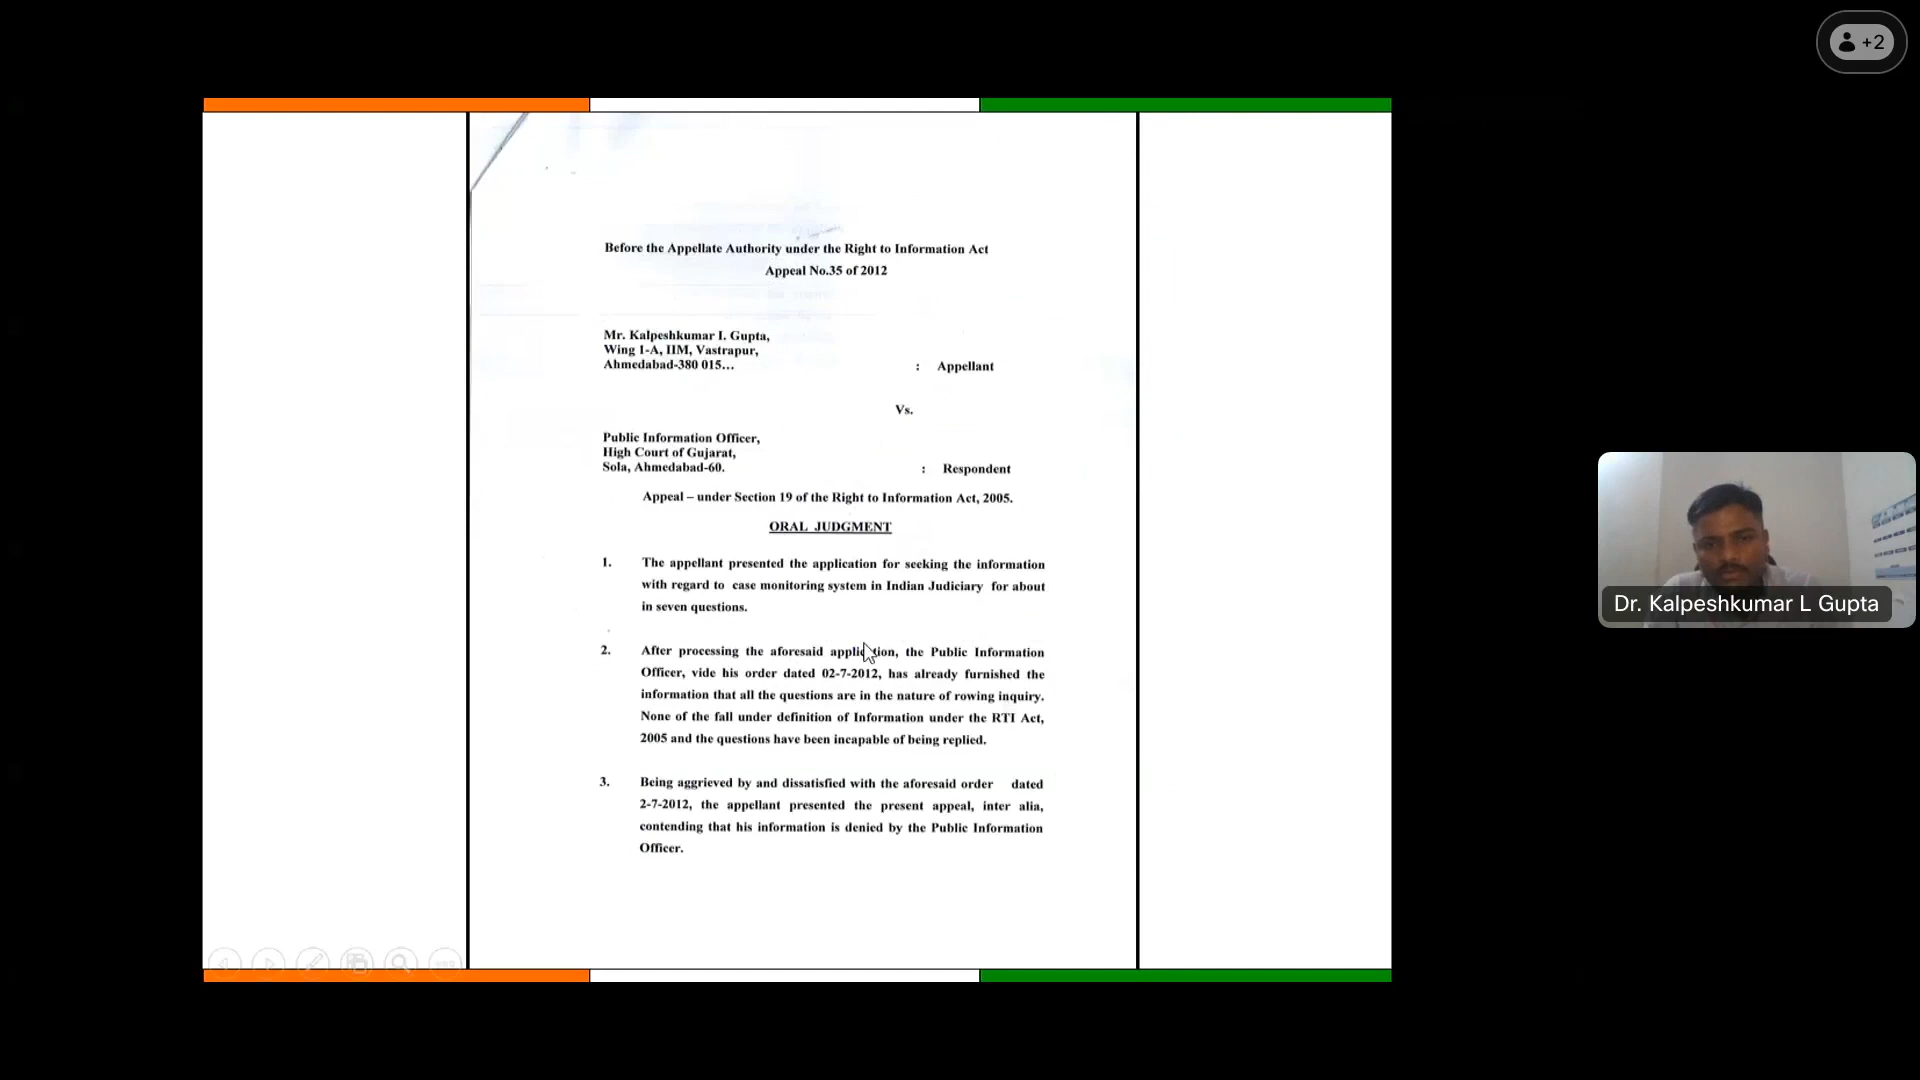 +2
Before the Appellate Authority under the Right to Information Act
Appeal No.35 of 2012
Mr. Kalpeshkumar I. Gupta,
Wing 1-A, IIM, Vastrapur,
Ahmedabad-380 015...
: Appellant
Vs.
Public Information Officer,
High Court of Gujarat,
Sola, Ahmedabad-60.
: Respondent
Appeal – under Section 19 of the Right to Information Act, 2005.
ORAL JUDGMENT
1. The appellant presented the application for seeking the information
with regard to case monitoring system in Indian Judiciary for about
in seven questions.
2. After processing the aforesaid application, the Public Information
Officer, vide his order dated 02-7-2012, has already furnished the
information that all the questions are in the nature of rowing inquiry.
None of the fall under definition of Information under the RTI Act,
2005 and the questions have been incapable of being replied.
3. Being aggrieved by and dissatisfied with the aforesaid order dated
2-7-2012, the appellant presented the present appeal, inter alia,
contending that his information is denied by the Public Information
Officer.
Dr. Kalpeshkumar L Gupta